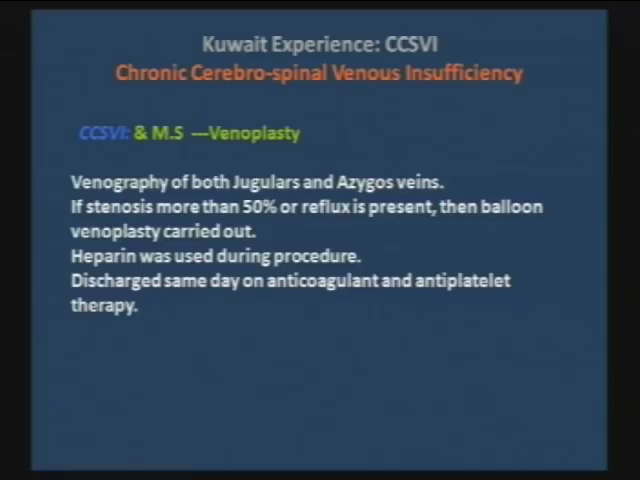 Kuwait Experience: CCSVI
Chronic Cerebro-spinal Venous Insufficiency
CCSVI: & M.S ---Venoplasty
Venography of both Jugulars and Azygos veins.
If stenosis more than 50% or reflux is present, then balloon
venoplasty carried out.
Heparin was used during procedure.
Discharged same day on anticoagulant and antiplatelet
therapy.